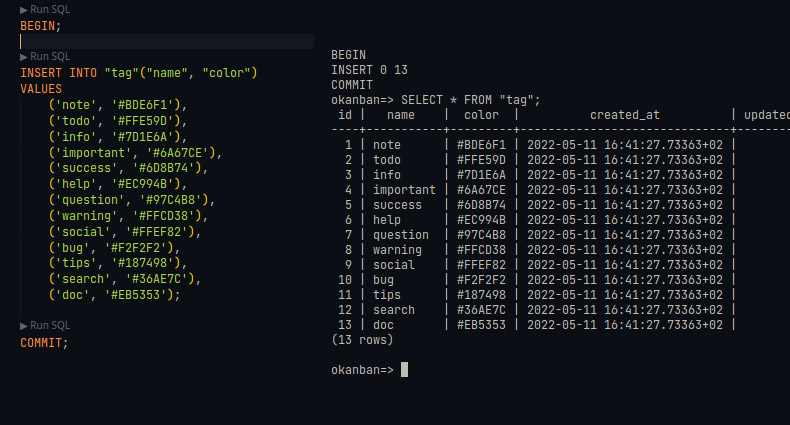 ▶ Run SQL
BEGIN;
▶ Run SQL
INSERT INTO "tag"("name", "color")
VALUES
    ('note', '#BDE6F1'),
    ('todo', '#FFE59D'),
    ('info', '#7D1E6A'),
    ('important', '#6A67CE'),
    ('success', '#6D8B74'),
    ('help', '#EC994B'),
    ('question', '#97C4B8'),
    ('warning', '#FFCD38'),
    ('social', '#FFEF82'),
    ('bug', '#F2F2F2'),
    ('tips', '#187498'),
    ('search', '#36AE7C'),
    ('doc', '#EB5353');
▶ Run SQL
COMMIT;
BEGIN
INSERT 0 13
COMMIT
okanban=> SELECT * FROM "tag";
 id |   name    |  color  |          created_at          | updated
----+-----------+---------+------------------------------+--------
  1 | note      | #BDE6F1 | 2022-05-11 16:41:27.73363+02 |
  2 | todo      | #FFE59D | 2022-05-11 16:41:27.73363+02 |
  3 | info      | #7D1E6A | 2022-05-11 16:41:27.73363+02 |
  4 | important | #6A67CE | 2022-05-11 16:41:27.73363+02 |
  5 | success   | #6D8B74 | 2022-05-11 16:41:27.73363+02 |
  6 | help      | #EC994B | 2022-05-11 16:41:27.73363+02 |
  7 | question  | #97C4B8 | 2022-05-11 16:41:27.73363+02 |
  8 | warning   | #FFCD38 | 2022-05-11 16:41:27.73363+02 |
  9 | social    | #FFEF82 | 2022-05-11 16:41:27.73363+02 |
 10 | bug       | #F2F2F2 | 2022-05-11 16:41:27.73363+02 |
 11 | tips      | #187498 | 2022-05-11 16:41:27.73363+02 |
 12 | search    | #36AE7C | 2022-05-11 16:41:27.73363+02 |
 13 | doc       | #EB5353 | 2022-05-11 16:41:27.73363+02 |
(13 rows)
okanban=>